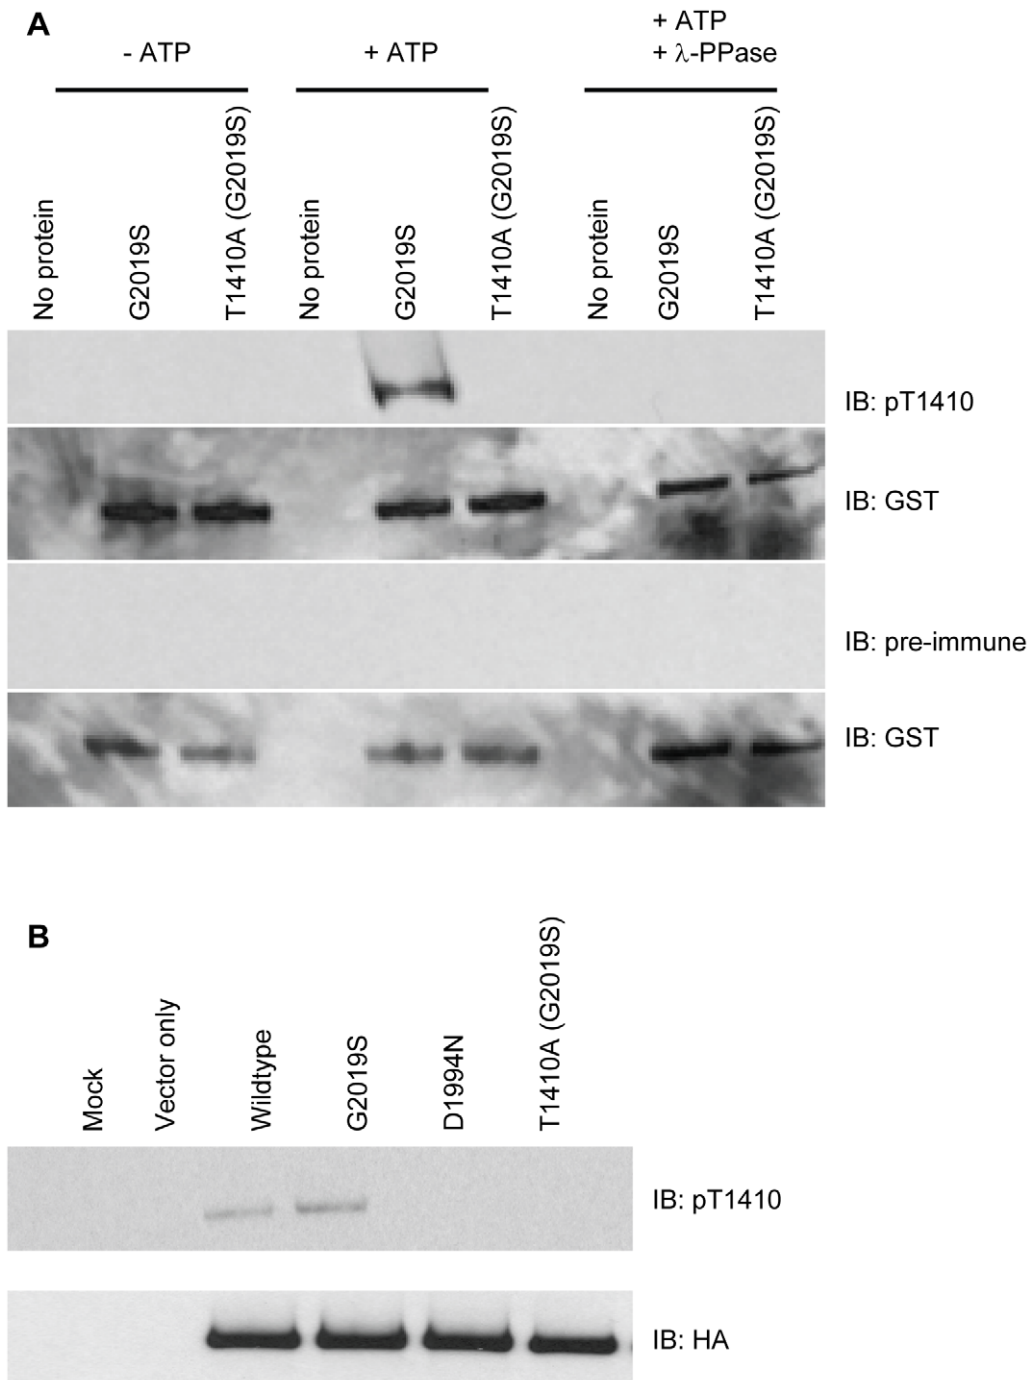 A
- ATP
+ ATP
+ ATP
+ λ-PPase
No protein
G2019S
T1410A (G2019S)
No protein
G2019S
T1410A (G2019S)
No protein
G2019S
T1410A (G2019S)
IB: pT1410
IB: GST
IB: pre-immune
IB: GST
B
Mock
Vector only
Wildtype
G2019S
D1994N
T1410A (G2019S)
IB: pT1410
IB: HA